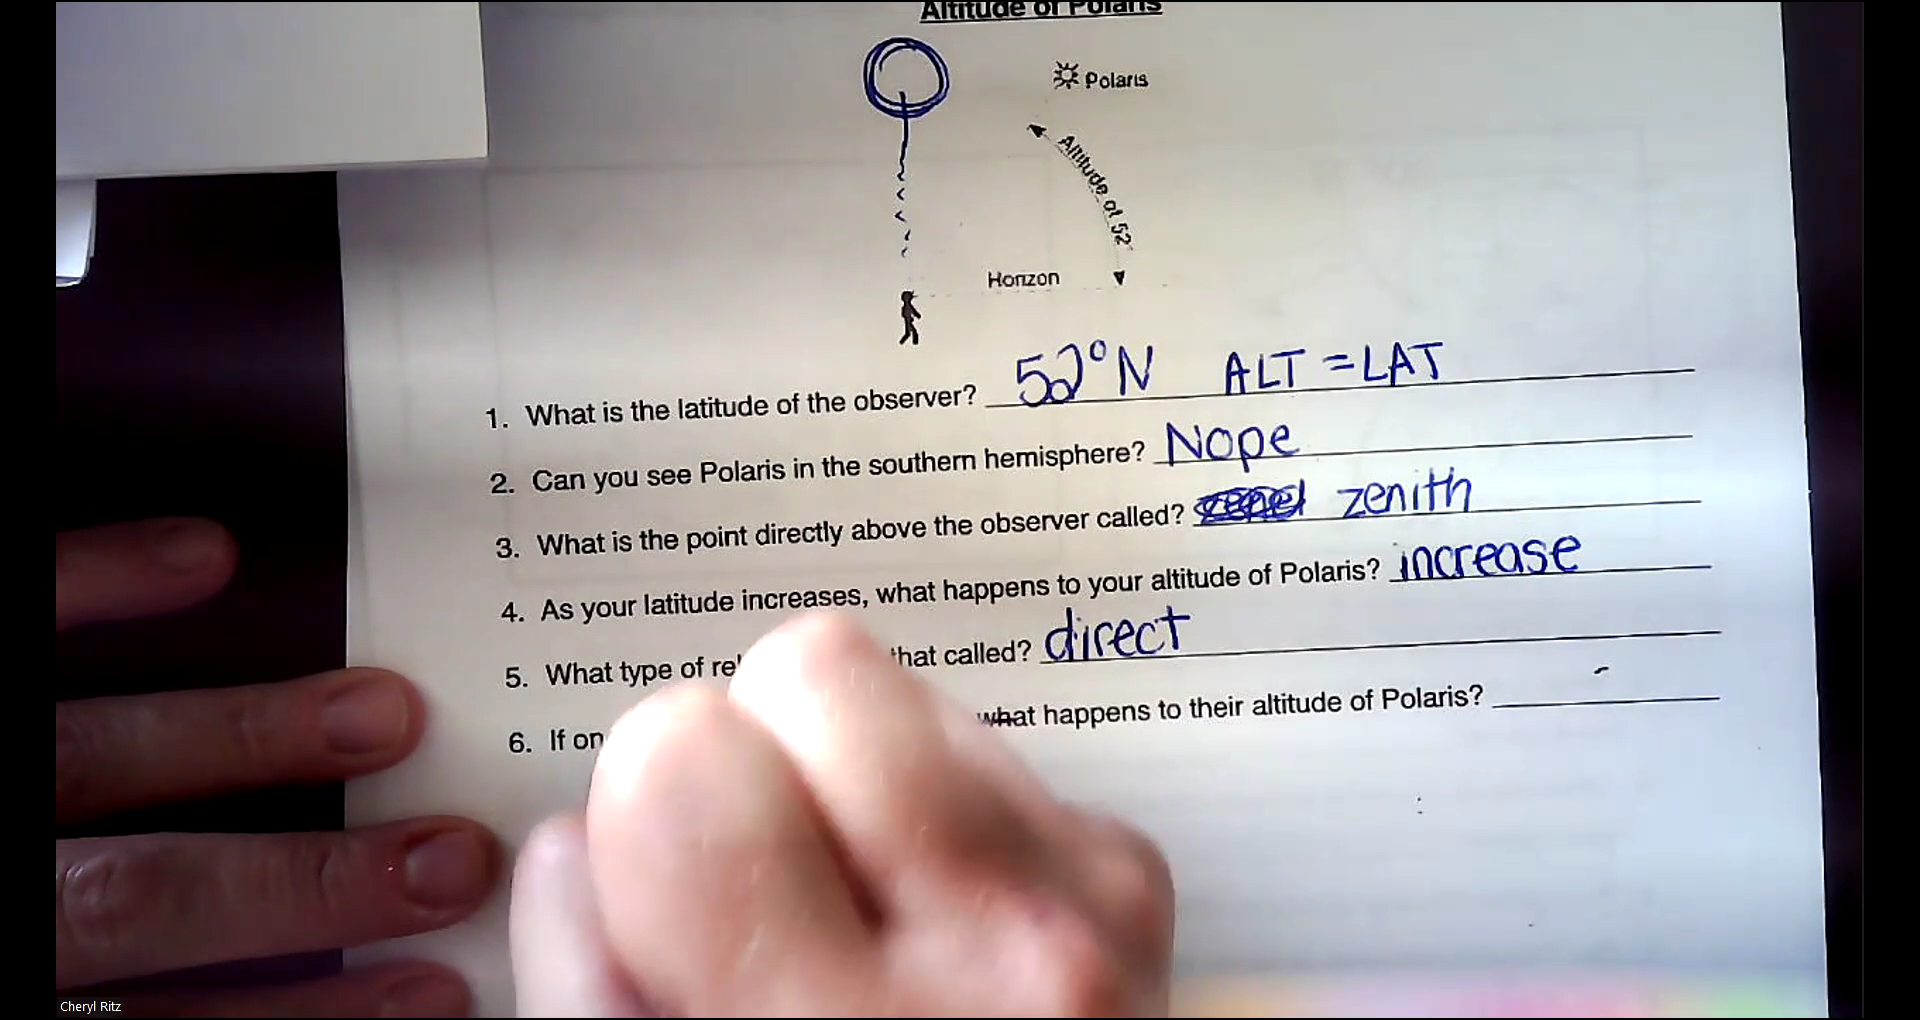 Altitude of Polaris
Polaris
Altitude of 52°
Horizon
1. What is the latitude of the observer? 52°N ALT = LAT
2. Can you see Polaris in the southern hemisphere? Nope
3. What is the point directly above the observer called? zenith
4. As your latitude increases, what happens to your altitude of Polaris? increase
5. What type of that called? direct
6. If on what happens to their altitude of Polaris?
Cheryl Ritz